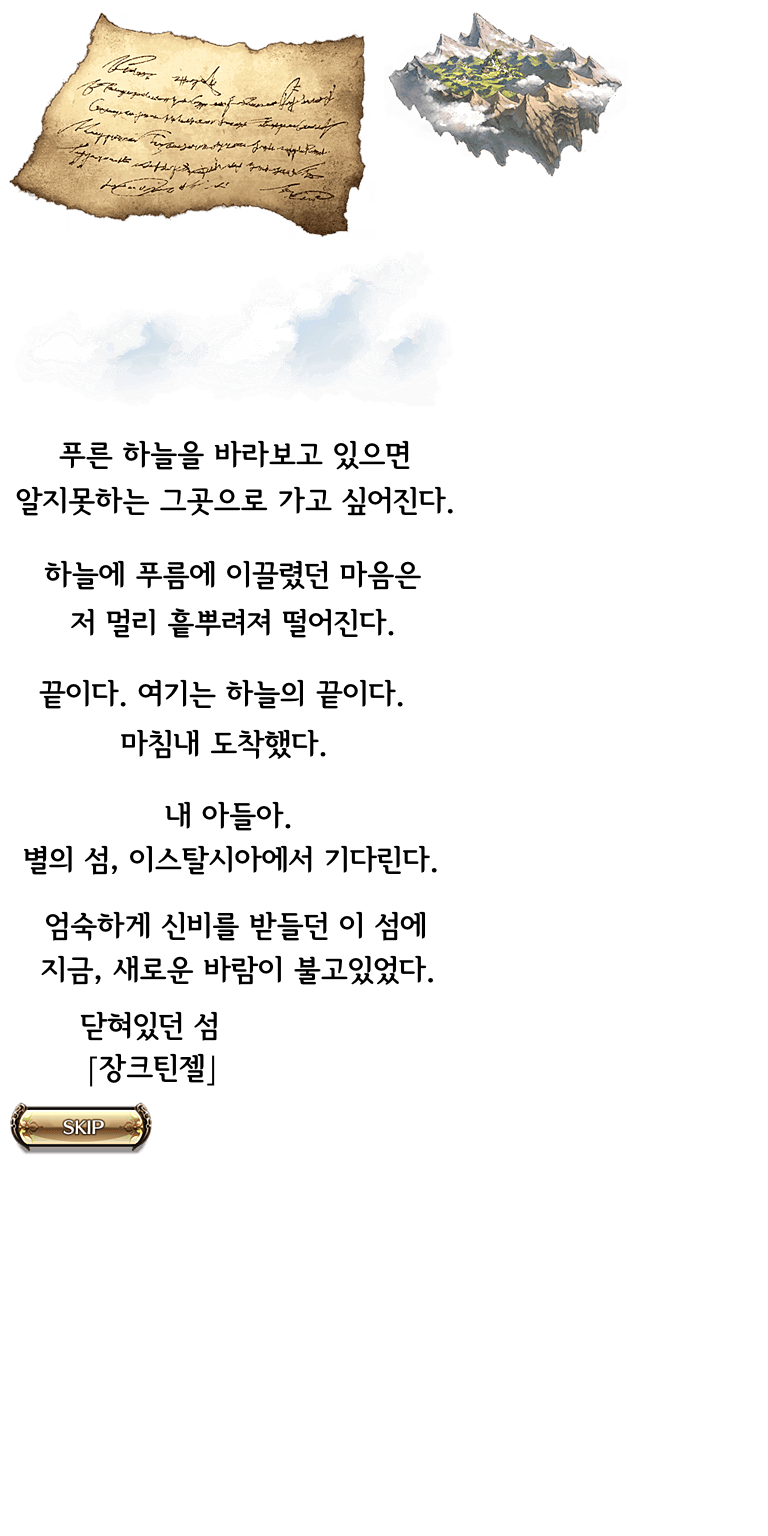 푸른 하늘을 바라보고 있으면
알지못하는 그곳으로 가고 싶어진다.
하늘에 푸름에 이끌렸던 마음은
저 멀리 흩뿌려져 떨어진다.
끝이다. 여기는 하늘의 끝이다.
마침내 도착했다.
내 아들아.
별의 섬, 이스탈시아에서 기다린다.
엄숙하게 신비를 받들던 이 섬에
지금, 새로운 바람이 불고있었다.
닫혀있던 섬
「장크틴젤」
SKIP